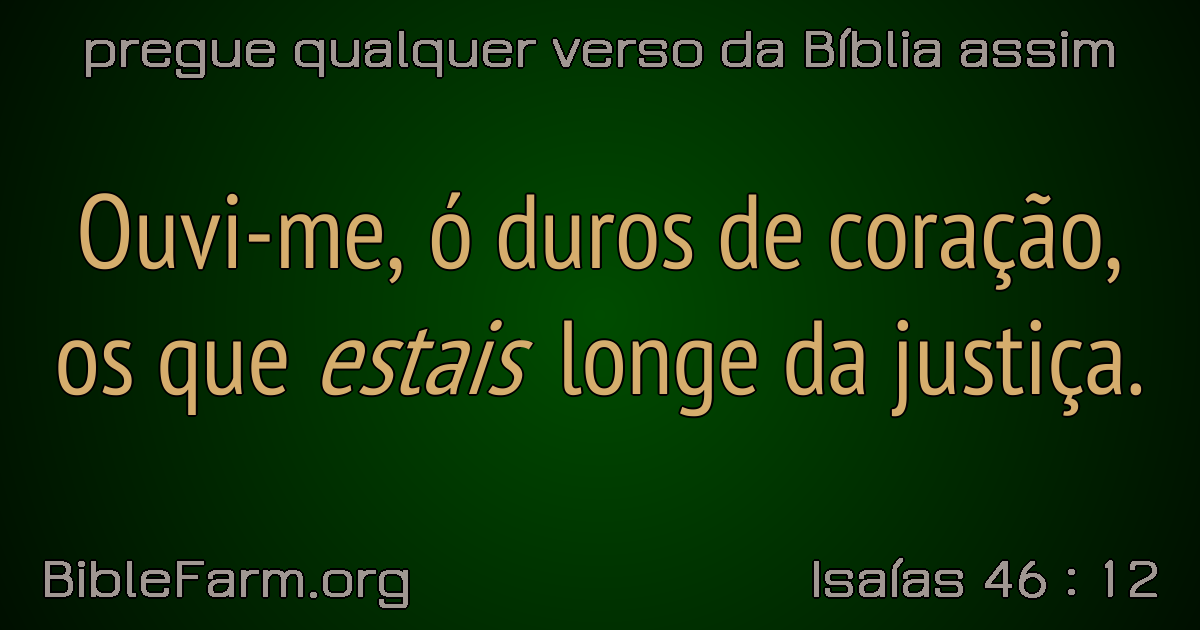 pregue qualquer verso da Bíblia assim
Ouvi-me, ó duros de coração,
os que estais longe da justiça.
BibleFarm.org
Isaías 46 : 12